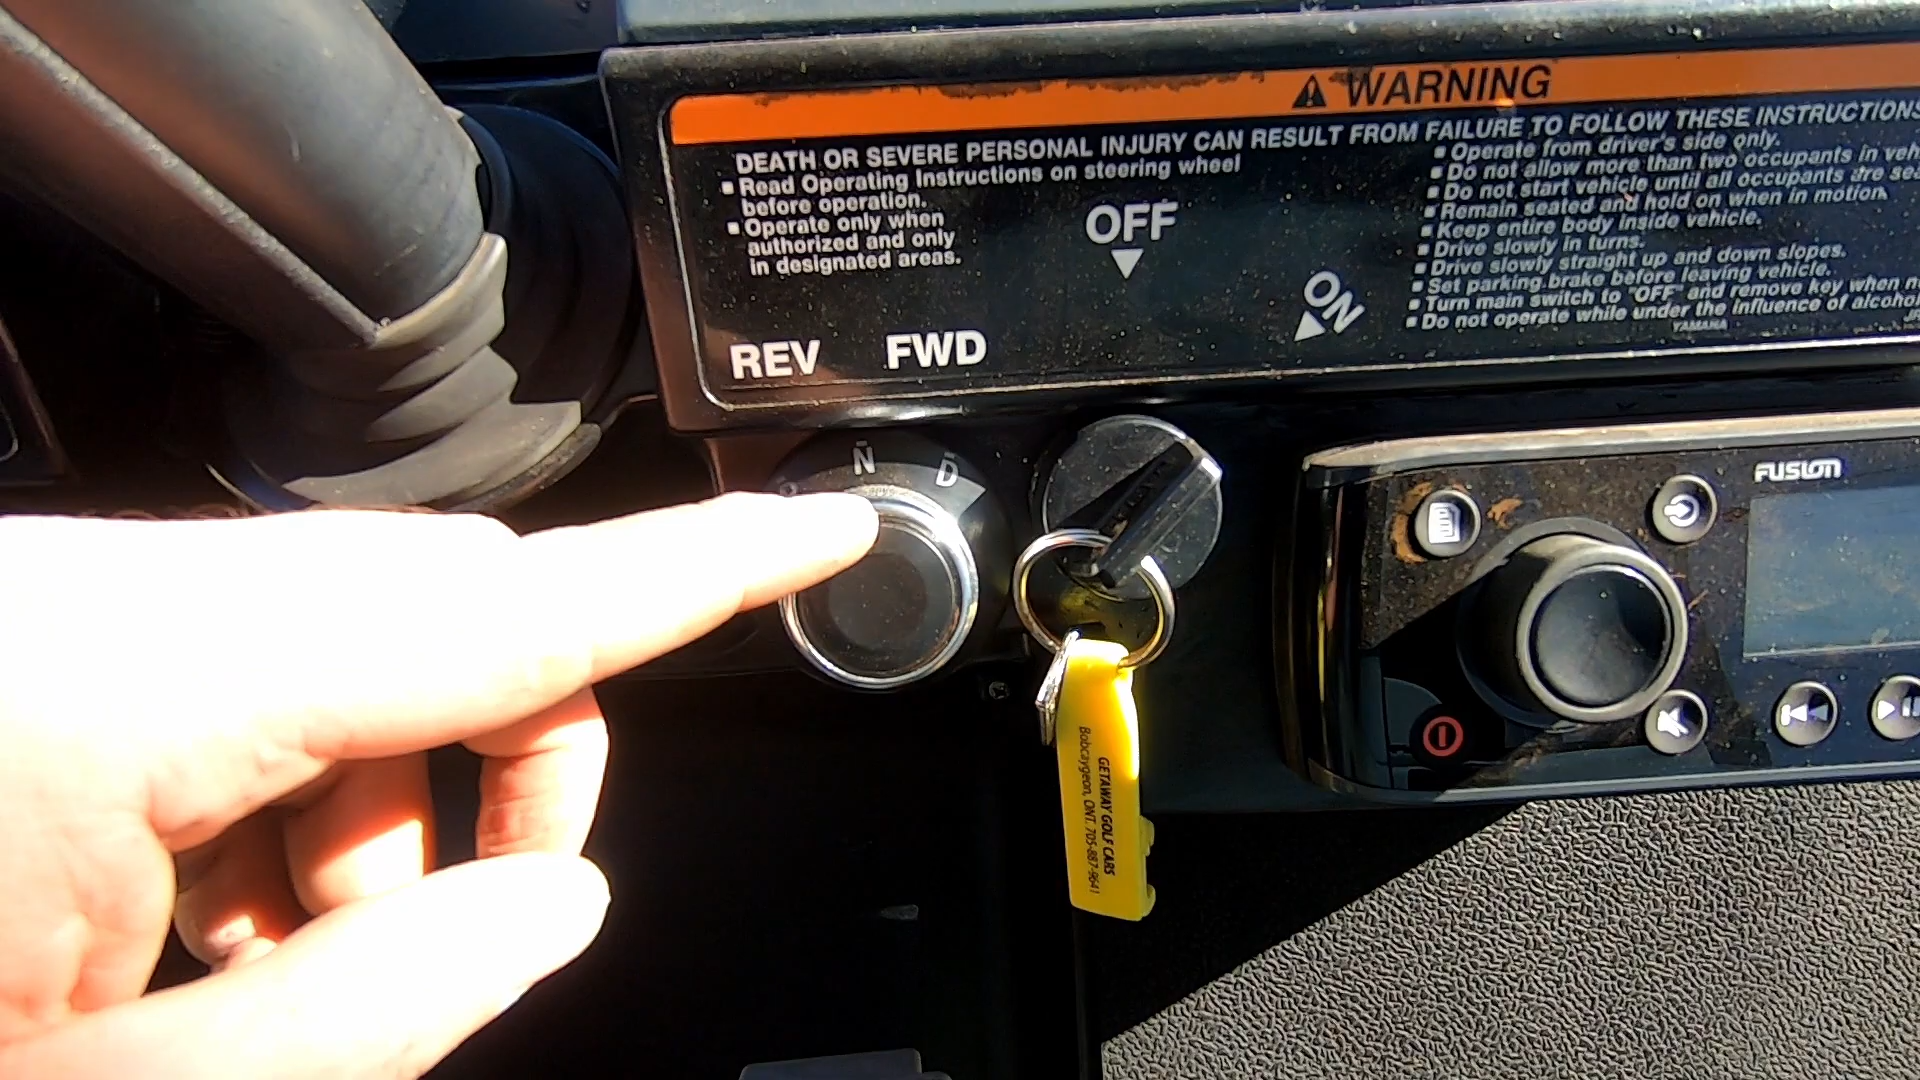 WARNING
DEATH OR SEVERE PERSONAL INJURY CAN RESULT FROM FAILURE TO FOLLOW THESE INSTRUCTIONS
▪ Read Operating Instructions on steering wheel
before operation.
▪ Operate only when
authorized and only
in designated areas.
▪ Operate from driver's side only.
▪ Do not allow more than two occupants in
▪ Do not start vehicle until all occupants are
▪ Remain seated and hold on when in motion.
▪ Keep entire body inside vehicle.
▪ Drive slowly in turns.
▪ Drive slowly straight up and down slopes.
▪ Set parking brake before leaving vehicle.
▪ Turn main switch to "OFF" and remove key when
▪ Do not operate while under the influence of
YAMAHA
OFF
ON
REV FWD
N
D
FUSION
GETAWAY GOLF CARS
Bobcaygeon, ONT. 705-887-9641